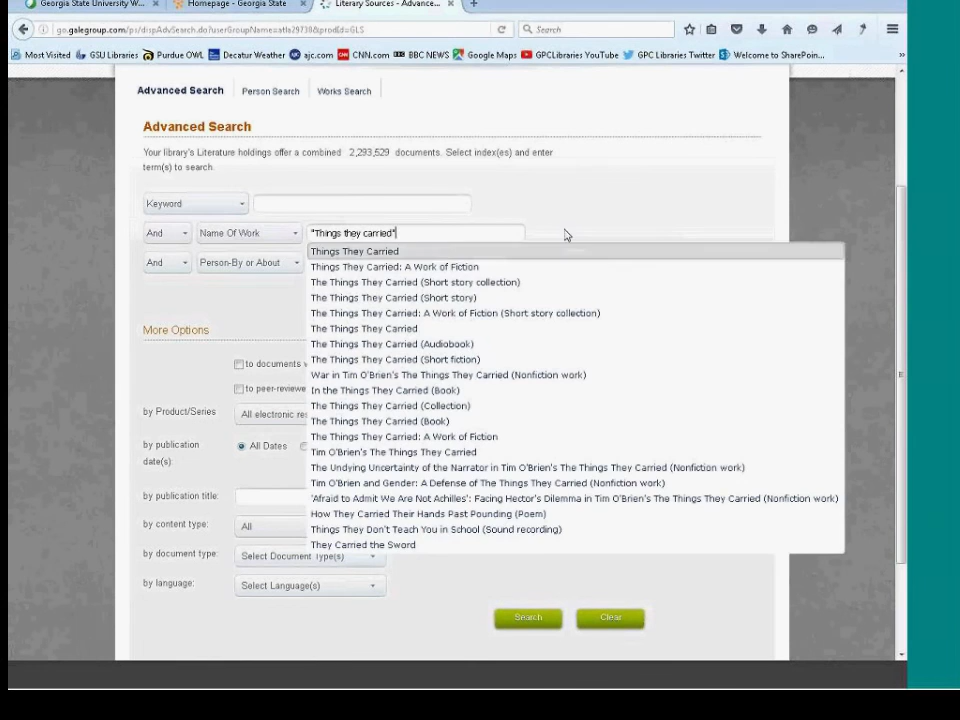 Georgia State University W... × Homepage - Georgia State × Literary Sources - Advance... × +
go.galegroup.com/ps/dispAdvSearch.do?userGroupName=atla29738&prodId=GLS Search
Most Visited GSU Libraries Purdue OWL Decatur Weather ajc.com CNN.com BBC NEWS Google Maps GPCLibraries YouTube GPC Libraries Twitter Welcome to SharePoin... »
Advanced Search Person Search Works Search
Advanced Search
Your library's Literature holdings offer a combined 2,293,529 documents. Select index(es) and enter
term(s) to search.
Keyword
And Name Of Work "Things they carried"
Things They Carried
And Person-By or About
Things They Carried: A Work of Fiction
The Things They Carried (Short story collection)
The Things They Carried (Short story)
The Things They Carried: A Work of Fiction (Short story collection)
More Options The Things They Carried
The Things They Carried (Audiobook)
to documents w The Things They Carried (Short fiction)
War in Tim O'Brien's The Things They Carried (Nonfiction work)
to peer-reviewe In the Things They Carried (Book)
by Product/Series All electronic res The Things They Carried (Collection)
The Things They Carried (Book)
The Things They Carried: A Work of Fiction
by publication All Dates Tim O'Brien's The Things They Carried
date(s):
The Undying Uncertainty of the Narrator in Tim O'Brien's The Things They Carried (Nonfiction work)
Tim O'Brien and Gender: A Defense of The Things They Carried (Nonfiction work)
by publication title: 'Afraid to Admit We Are Not Achilles': Facing Hector's Dilemma in Tim O'Brien's The Things They Carried (Nonfiction work)
How They Carried Their Hands Past Pounding (Poem)
by content type: All Things They Don't Teach You in School (Sound recording)
They Carried the Sword
by document type: Select Document Type(s)
by language: Select Language(s)
Search Clear